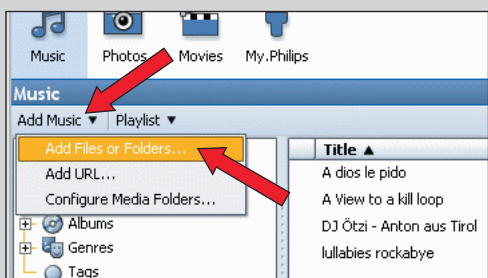 Music Photos Movies My.Philips
Music
Add Music ▼ Playlist ▼
Add Files or Folders...
Add URL...
Configure Media Folders...
Albums
Genres
Tags
Title ▲
A dios le pido
A View to a kill loop
DJ Ötzi - Anton aus Tirol
lullabies rockabye